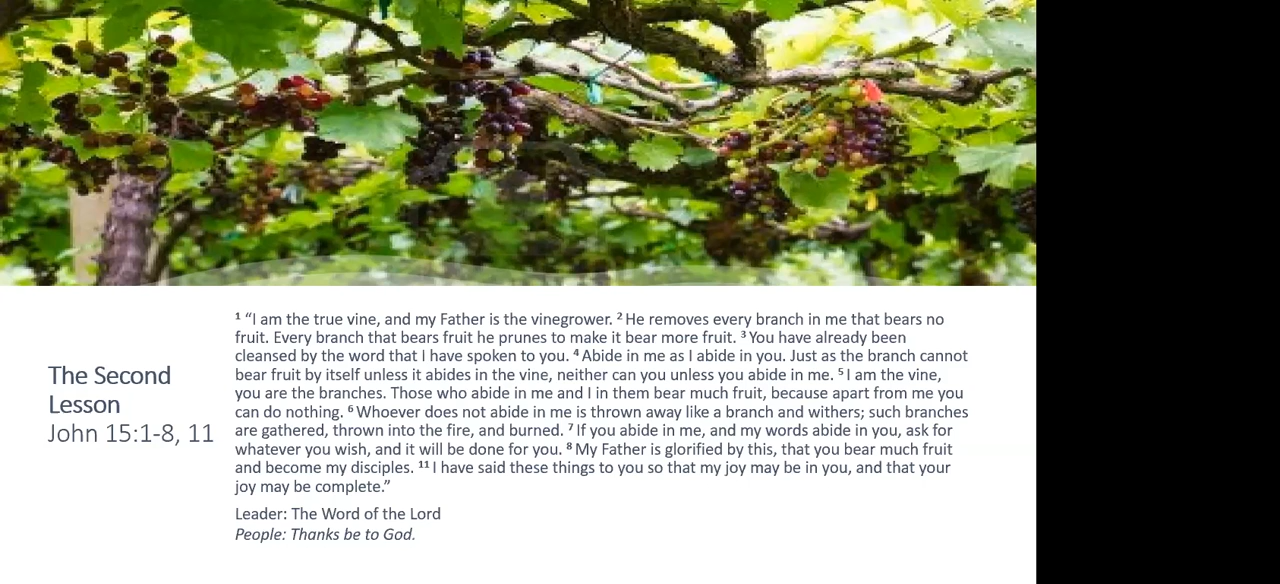 The Second
Lesson
John 15:1-8, 11
¹ “I am the true vine, and my Father is the vinegrower. ² He removes every branch in me that bears no
fruit. Every branch that bears fruit he prunes to make it bear more fruit. ³ You have already been
cleansed by the word that I have spoken to you. ⁴ Abide in me as I abide in you. Just as the branch cannot
bear fruit by itself unless it abides in the vine, neither can you unless you abide in me. ⁵ I am the vine,
you are the branches. Those who abide in me and I in them bear much fruit, because apart from me you
can do nothing. ⁶ Whoever does not abide in me is thrown away like a branch and withers; such branches
are gathered, thrown into the fire, and burned. ⁷ If you abide in me, and my words abide in you, ask for
whatever you wish, and it will be done for you. ⁸ My Father is glorified by this, that you bear much fruit
and become my disciples. ¹¹ I have said these things to you so that my joy may be in you, and that your
joy may be complete.”
Leader: The Word of the Lord
People: Thanks be to God.